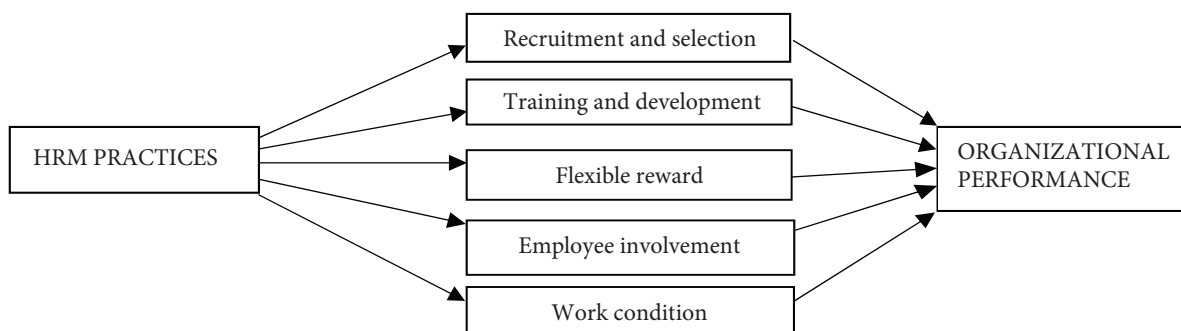 HRM PRACTICES
Recruitment and selection
Training and development
Flexible reward
Employee involvement
Work condition
ORGANIZATIONAL
PERFORMANCE